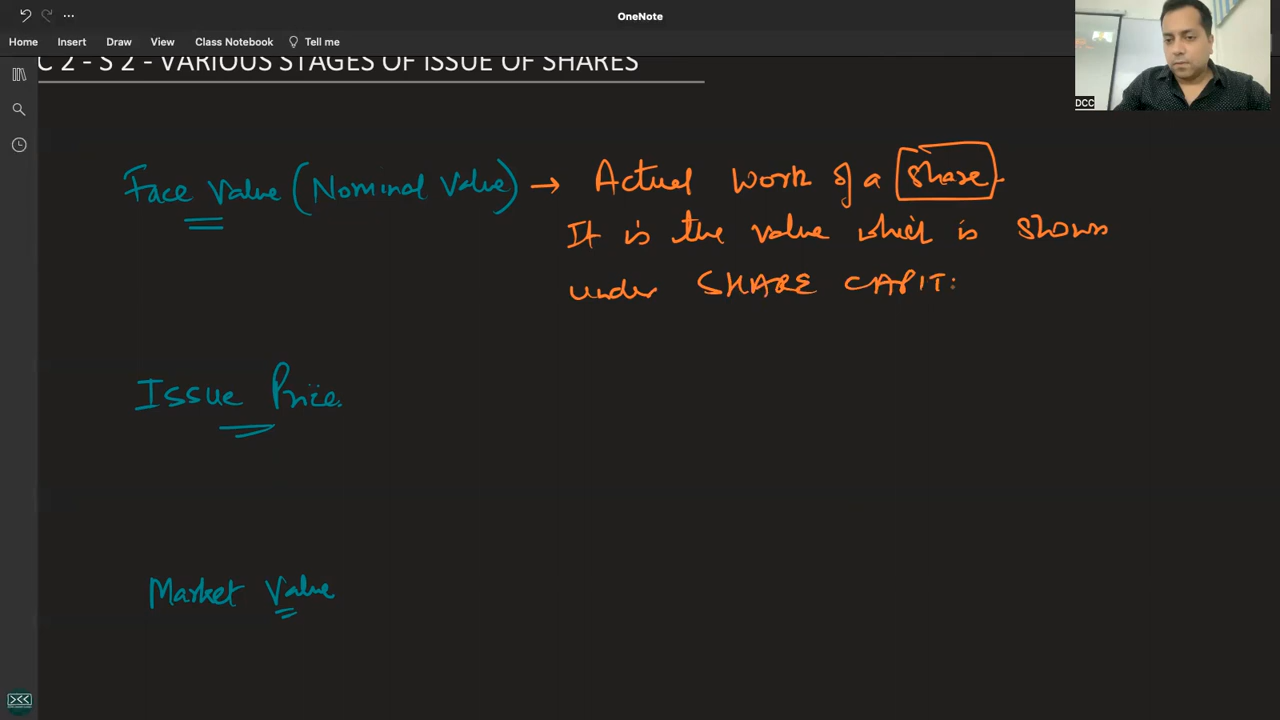 OneNote
Home Insert Draw View Class Notebook Tell me
C 2 - S 2 - VARIOUS STAGES OF ISSUE OF SHARES
DCC
Face Value (Nominal Value) → Actual Work of a Share.
It is the value which is shown
under SHARE CAPIT
Issue Price.
Market Value